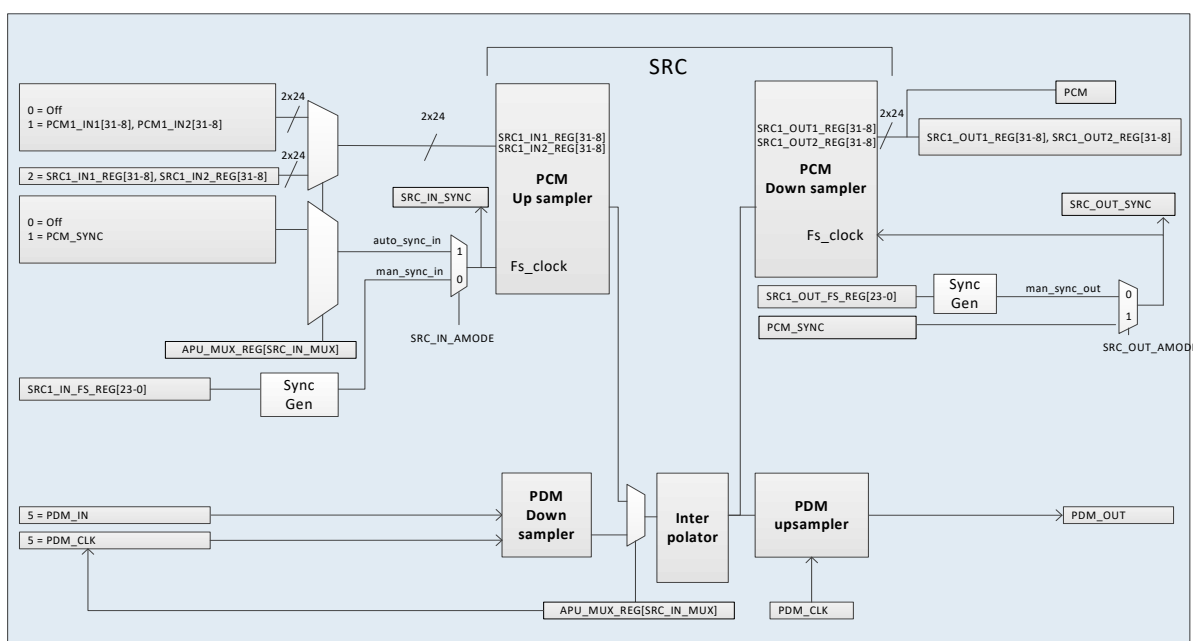 SRC
0 = Off
1 = PCM1_IN1[31-8], PCM1_IN2[31-8]
2x24
2x24
2 = SRC1_IN1_REG[31-8], SRC1_IN2_REG[31-8]
2x24
0 = Off
1 = PCM_SYNC
SRC_IN_SYNC
auto_sync_in
man_sync_in
1
0
SRC_IN_AMODE
APU_MUX_REG[SRC_IN_MUX]
SRC1_IN_FS_REG[23-0]
Sync
Gen
SRC1_IN1_REG[31-8]
SRC1_IN2_REG[31-8]
PCM
Up sampler
Fs_clock
SRC1_OUT1_REG[31-8]
SRC1_OUT2_REG[31-8]
PCM
Down sampler
Fs_clock
2x24
PCM
SRC1_OUT1_REG[31-8], SRC1_OUT2_REG[31-8]
SRC_OUT_SYNC
SRC1_OUT_FS_REG[23-0]
Sync
Gen
man_sync_out
0
1
PCM_SYNC
SRC_OUT_AMODE
5 = PDM_IN
5 = PDM_CLK
PDM
Down
sampler
Inter
polator
PDM
upsampler
PDM_OUT
APU_MUX_REG[SRC_IN_MUX]
PDM_CLK